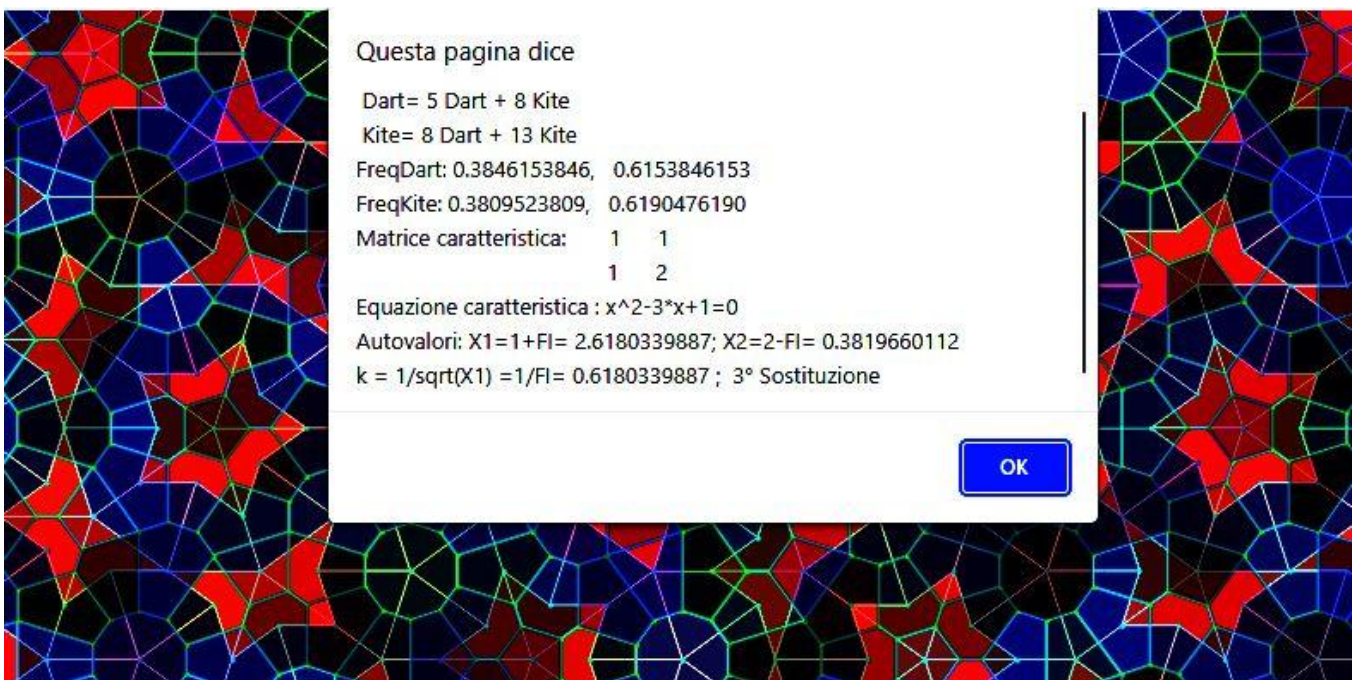 Questa pagina dice
Dart= 5 Dart + 8 Kite
Kite= 8 Dart + 13 Kite
FreqDart: 0.3846153846, 0.6153846153
FreqKite: 0.3809523809, 0.6190476190
Matrice caratteristica: 1 1
1 2
Equazione caratteristica : x^2-3*x+1=0
Autovalori: X1=1+FI= 2.6180339887; X2=2-FI= 0.3819660112
k = 1/sqrt(X1) =1/FI= 0.6180339887 ; 3° Sostituzione
OK